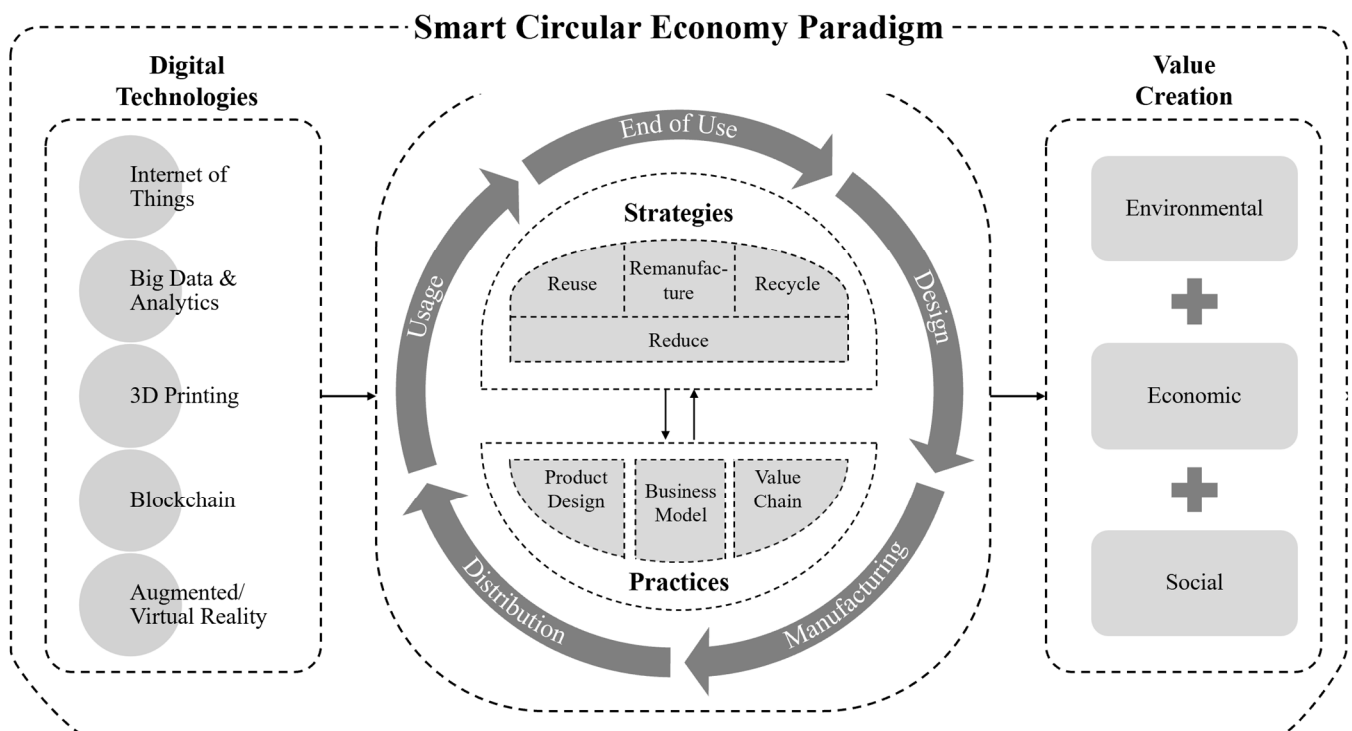 Smart Circular Economy Paradigm
Digital
Technologies
Internet of
Things
Big Data &
Analytics
3D Printing
Blockchain
Augmented/
Virtual Reality
End of Use
Design
Manufacturing
Distribution
Usage
Strategies
Reuse
Remanufac-
ture
Recycle
Reduce
Product
Design
Business
Model
Value
Chain
Practices
Value
Creation
Environmental
Economic
Social